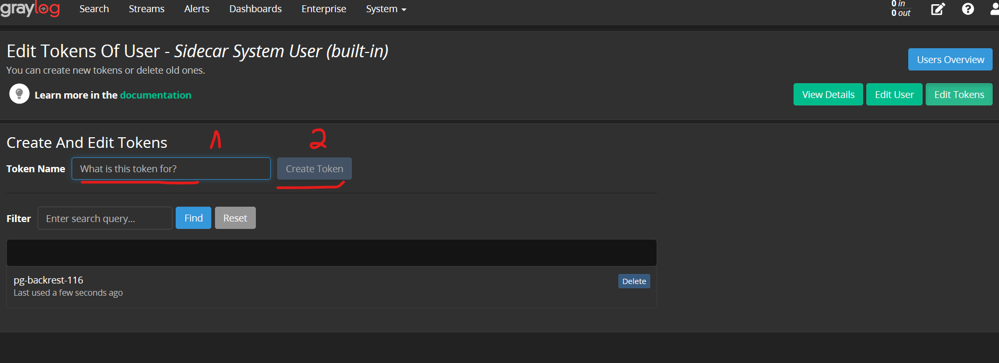 graylog Search Streams Alerts Dashboards Enterprise System 0 in
0 out
Edit Tokens Of User - Sidecar System User (built-in)
You can create new tokens or delete old ones.
Users Overview
Learn more in the documentation
View Details Edit User Edit Tokens
1 2
Create And Edit Tokens
Token Name What is this token for? Create Token
Filter Enter search query... Find Reset
pg-backrest-116
Last used a few seconds ago
Delete